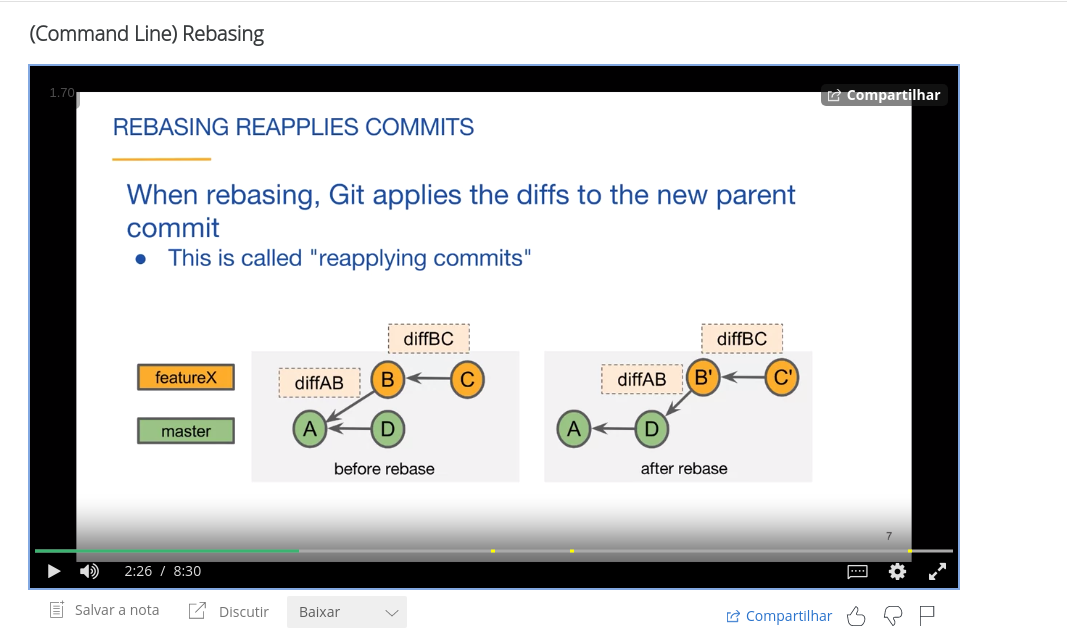 (Command Line) Rebasing
1.70
Compartilhar
REBASING REAPPLIES COMMITS
When rebasing, Git applies the diffs to the new parent
commit
● This is called "reapplying commits"
diffBC
diffBC
featureX
diffAB
B
C
diffAB
B'
C'
master
A
D
A
D
before rebase
after rebase
7
2:26 / 8:30
Salvar a nota
Discutir
Baixar
Compartilhar